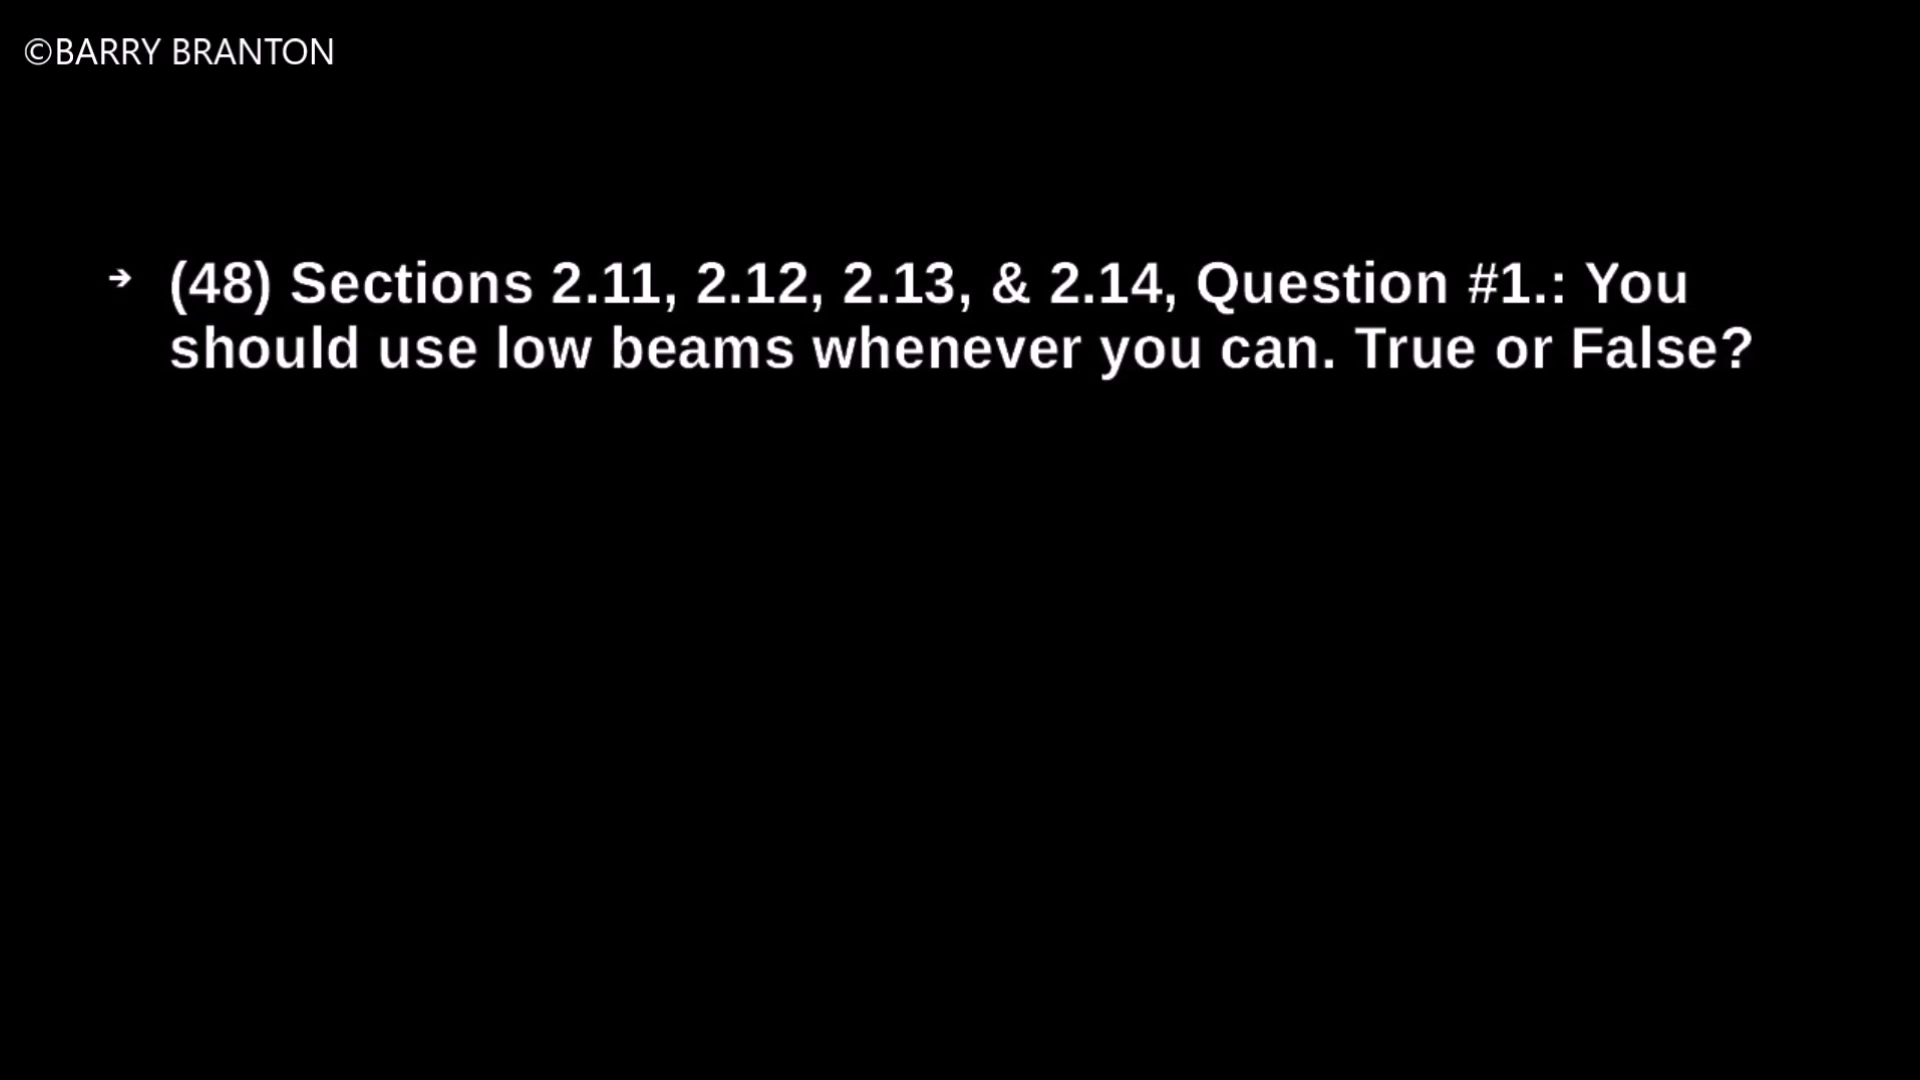 ©BARRY BRANTON
➔ (48) Sections 2.11, 2.12, 2.13, & 2.14, Question #1.: You
should use low beams whenever you can. True or False?